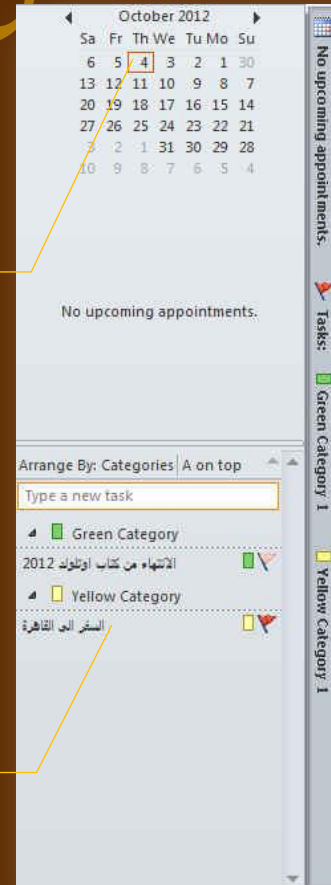 October 2012
Sa Fr Th We Tu Mo Su
6 5 4 3 2 1 30
13 12 11 10 9 8 7
20 19 18 17 16 15 14
27 26 25 24 23 22 21
3 2 1 31 30 29 28
10 9 8 7 6 5 4
No upcoming appointments.
Arrange By: Categories A on top
Type a new task
Green Category
الانتهاء من كتاب اوتلوك 2012
Yellow Category
السفر الى القاهرة
No upcoming appointments. Tasks: Green Category 1 Yellow Category 1